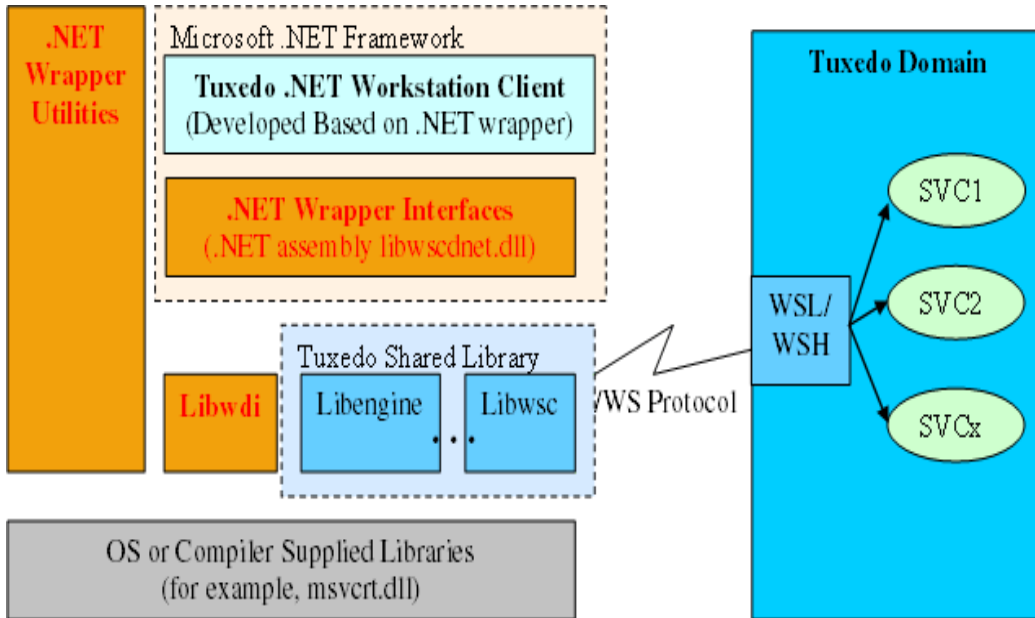 .NET
Wrapper
Utilities
Microsoft .NET Framework
Tuxedo .NET Workstation Client
(Developed Based on .NET wrapper)
.NET Wrapper Interfaces
(.NET assembly libwscdnet.dll)
Tuxedo Shared Library
Libwdi
Libengine
. . .
Libwsc
/WS Protocol
OS or Compiler Supplied Libraries
(for example, msvcrt.dll)
Tuxedo Domain
WSL/
WSH
SVC1
SVC2
SVCx